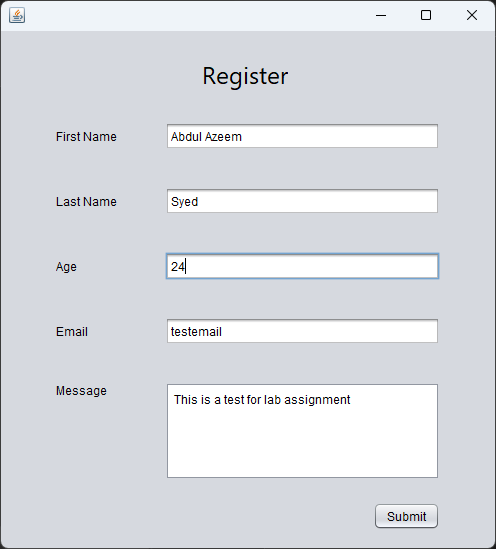 Register
First Name
Abdul Azeem
Last Name
Syed
Age
24
Email
testemail
Message
This is a test for lab assignment
Submit